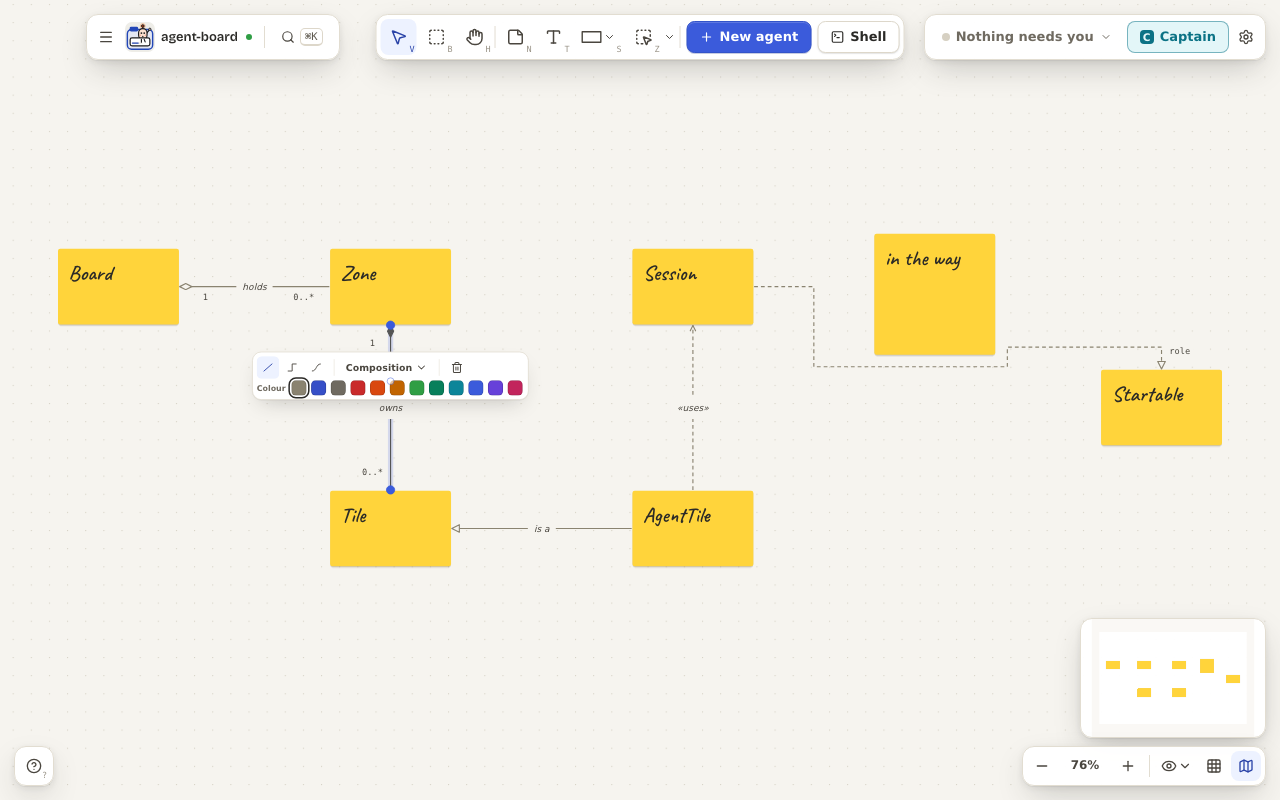 agent-board
⌘K
V
B
H
N
T
S
Z
+ New agent
Shell
Nothing needs you
C Captain
Board
1
holds
0..*
Zone
Session
in the way
1
Composition
Colour
owns
0..*
«uses»
role
Startable
Tile
is a
AgentTile
?
76%